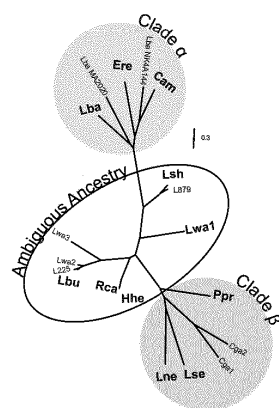 Clade α
Lba
Lba MA2020
Ere
Lba NK4A144
Cam
0.3
Ambiguous Ancestry
Lsh
L879
Lwa1
Lwa3
Lwa2
L225
Lbu
Rca
Hhe
Clade β
Ppr
Cga2
Cga1
Lse
Lne